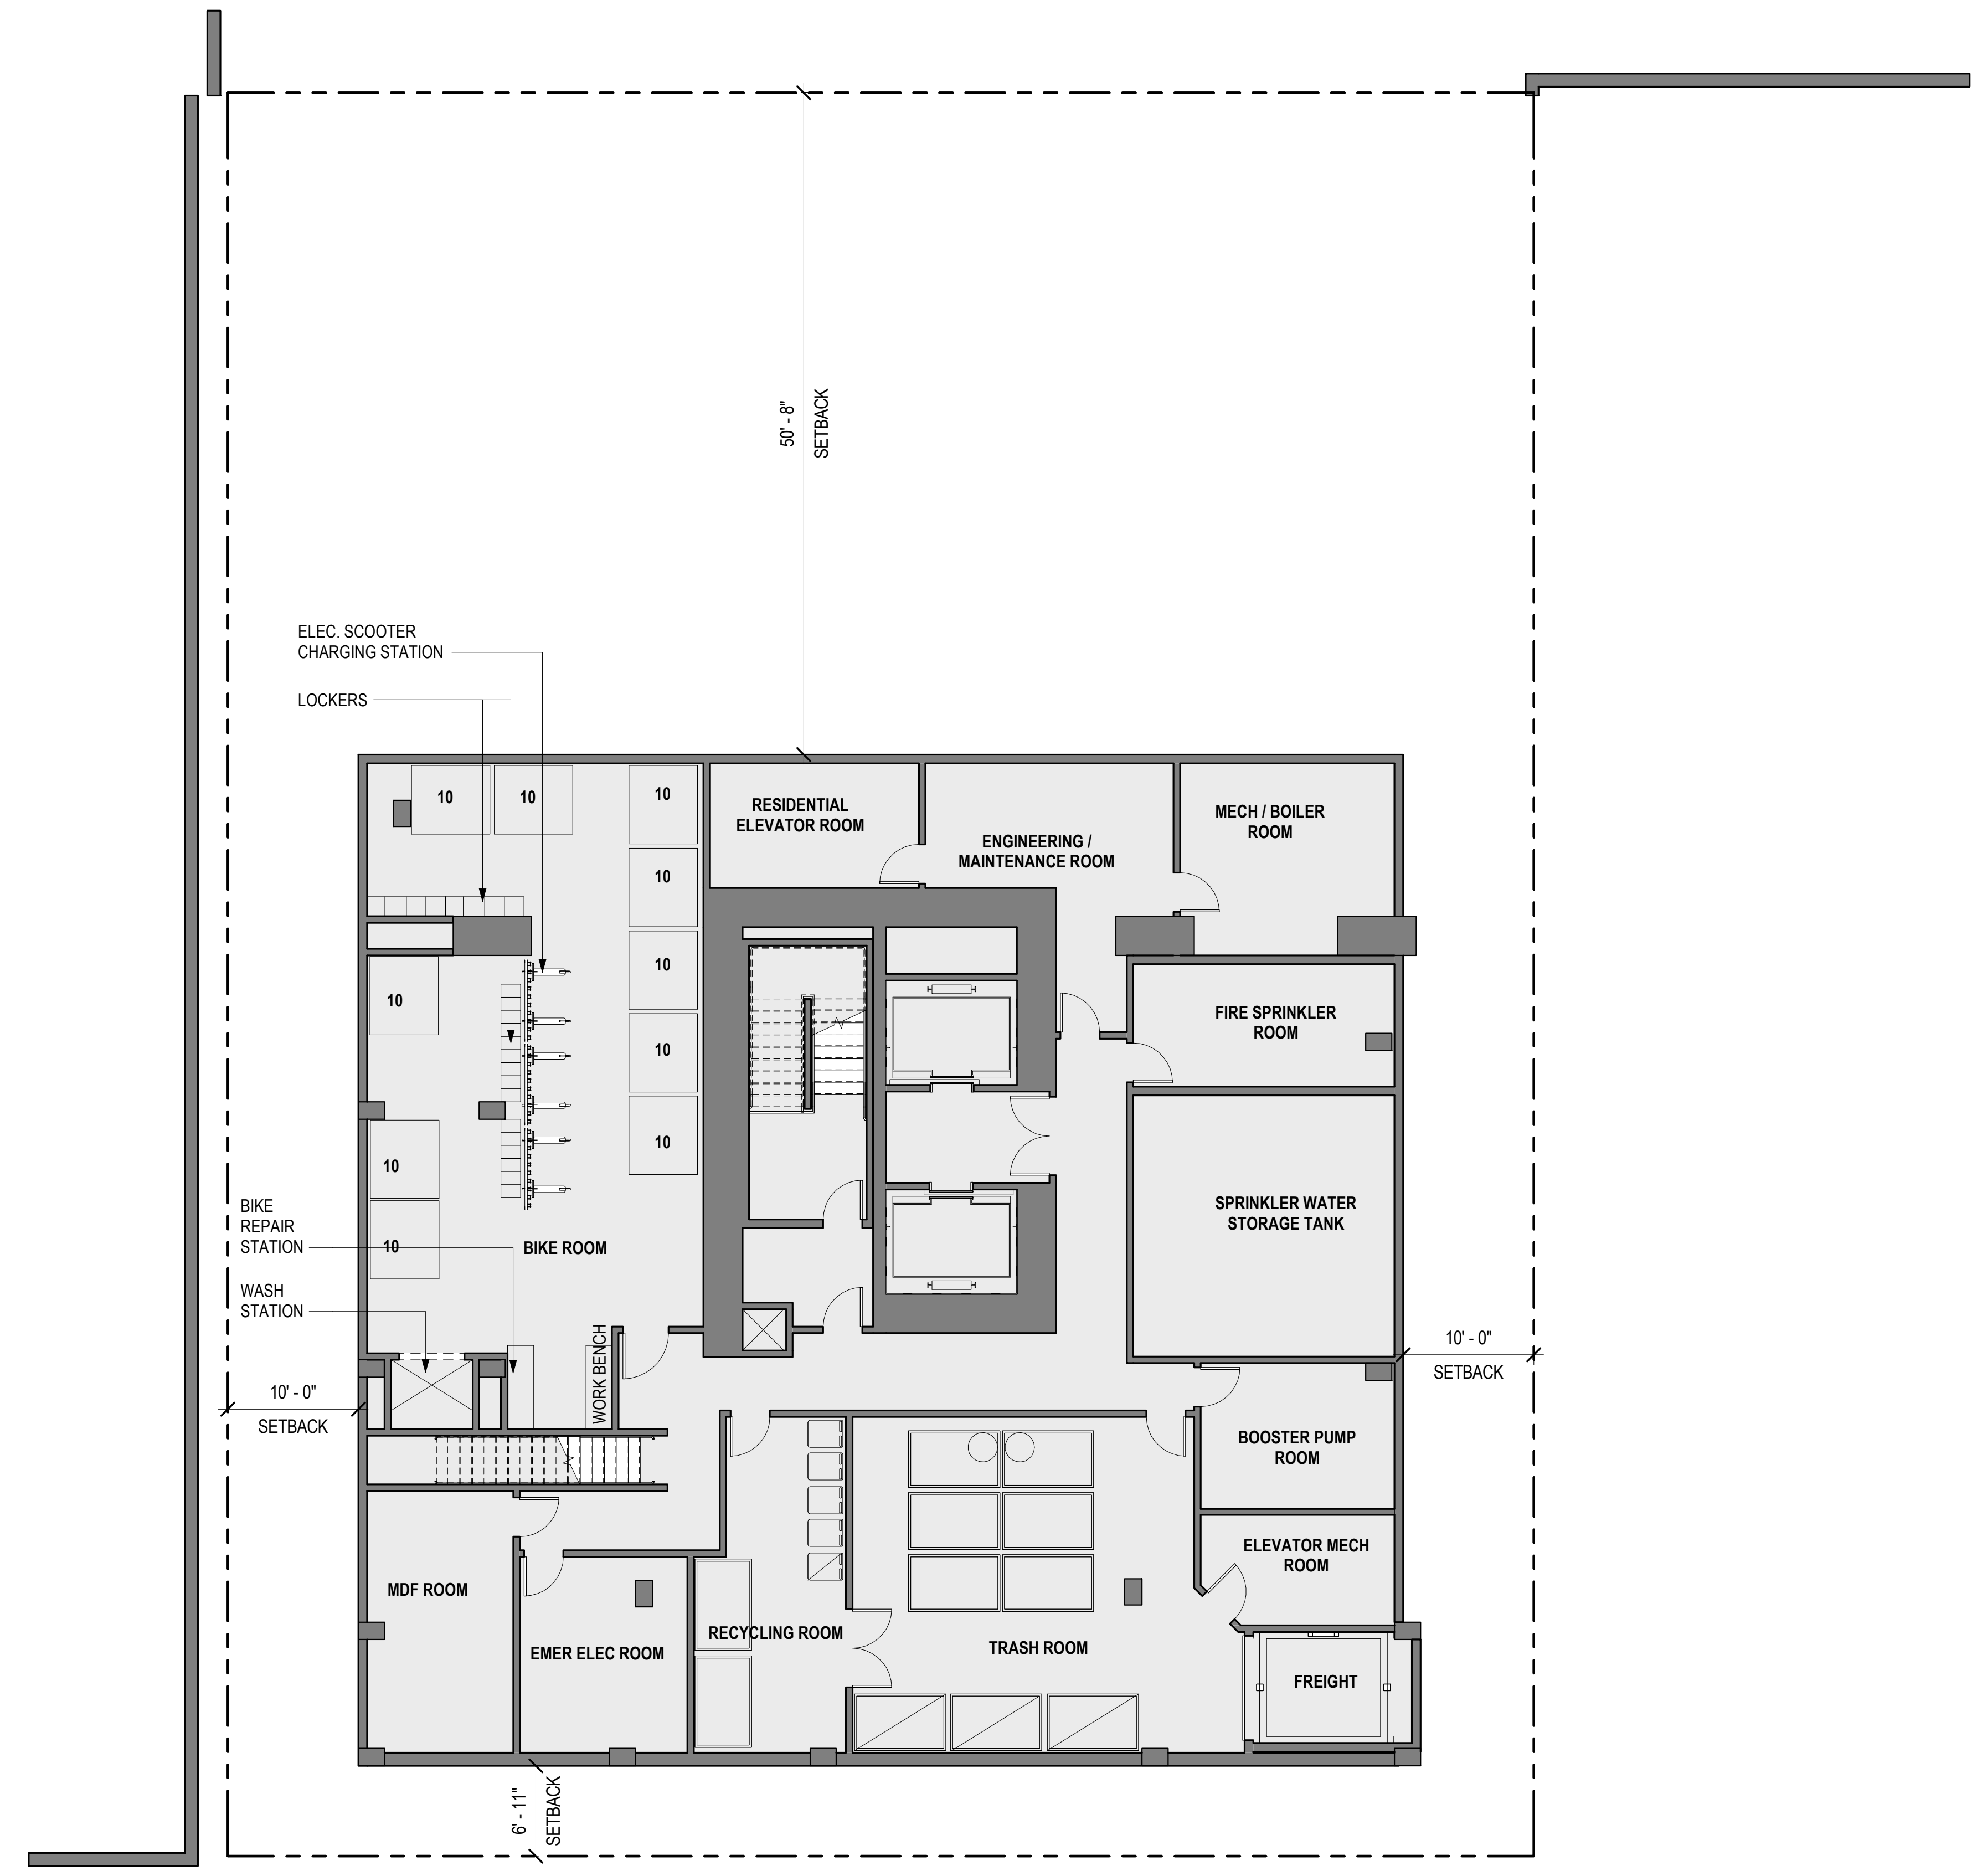 50' - 8"
SETBACK
ELEC. SCOOTER
CHARGING STATION
LOCKERS
10
10
10
RESIDENTIAL
ELEVATOR ROOM
ENGINEERING /
MAINTENANCE ROOM
MECH / BOILER
ROOM
10
10
10
10
FIRE SPRINKLER
ROOM
10
10
10
SPRINKLER WATER
STORAGE TANK
BIKE
REPAIR
STATION
10
BIKE ROOM
WASH
STATION
WORK BENCH
10' - 0"
SETBACK
10' - 0"
SETBACK
BOOSTER PUMP
ROOM
ELEVATOR MECH
ROOM
MDF ROOM
EMER ELEC ROOM
RECYCLING ROOM
TRASH ROOM
FREIGHT
6' - 11"
SETBACK